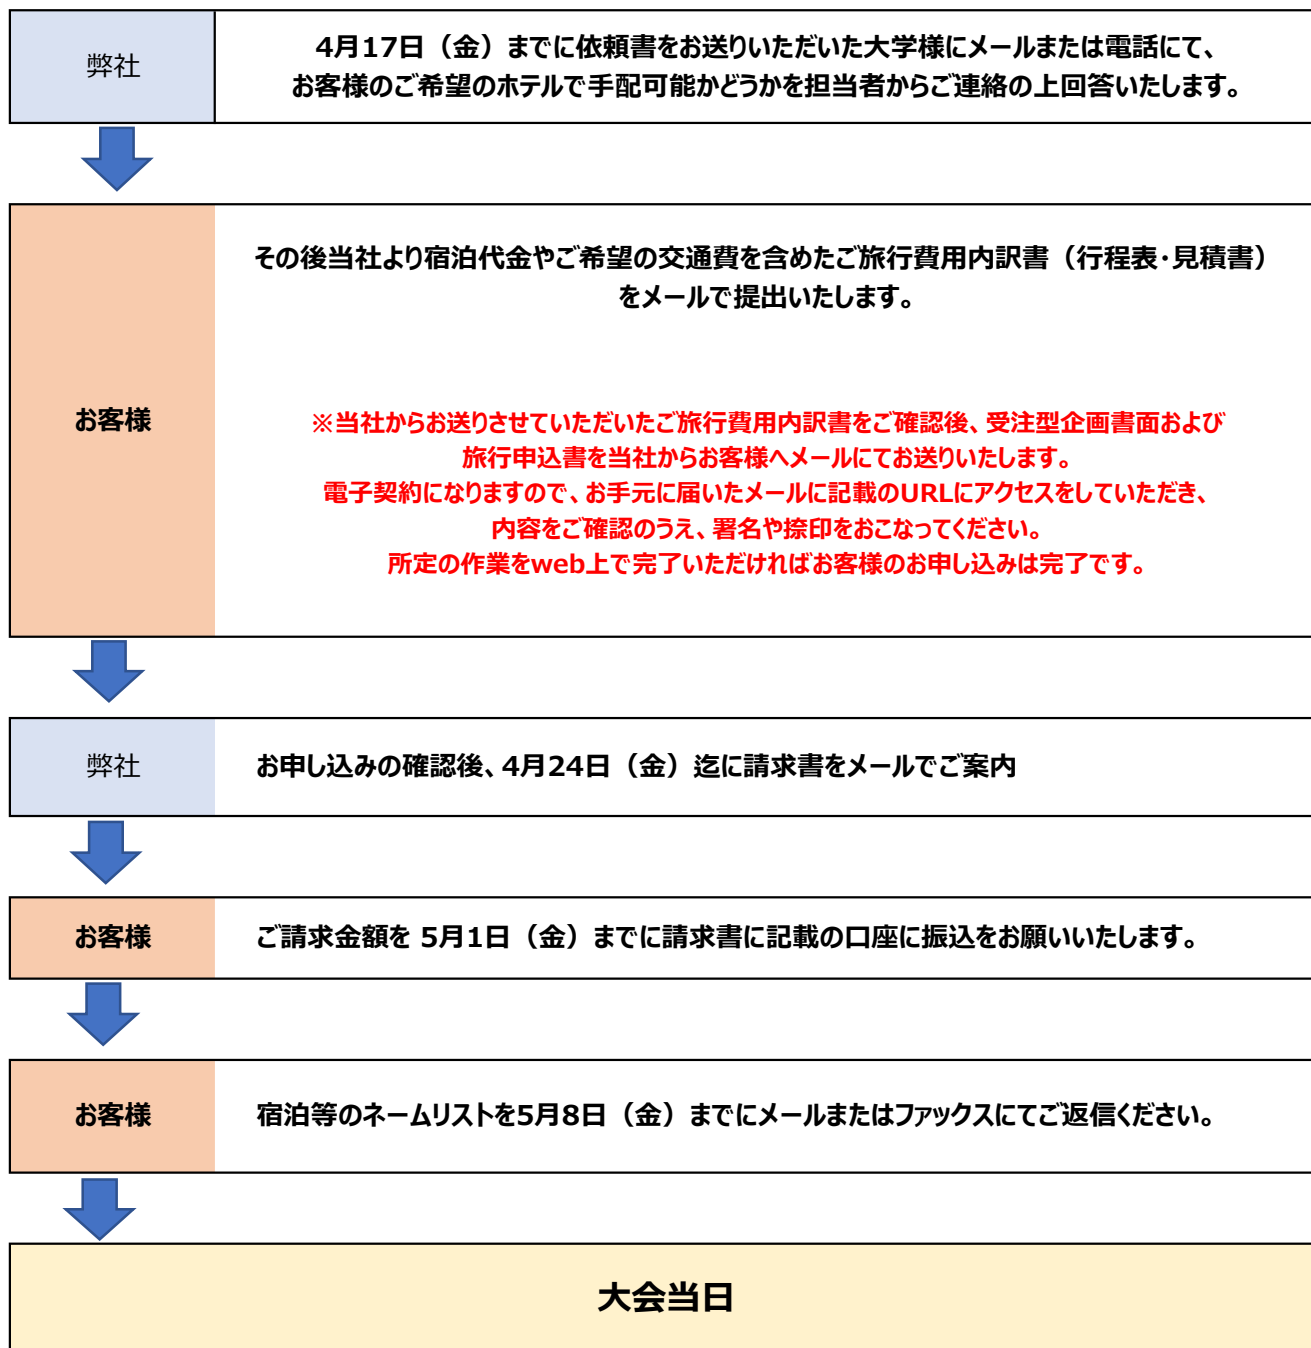 弊社
4月17日（金）までに依頼書をお送りいただいた大学様にメールまたは電話にて、
お客様のご希望のホテルで手配可能かどうかを担当者からご連絡の上回答いたします。
お客様
その後当社より宿泊代金やご希望の交通費を含めたご旅行費用内訳書（行程表・見積書）
をメールで提出いたします。
※当社からお送りさせていただいたご旅行費用内訳書をご確認後、受注型企画書面および
旅行申込書を当社からお客様へメールにてお送りいたします。
電子契約になりますので、お手元に届いたメールに記載のURLにアクセスをしていただき、
内容をご確認のうえ、署名や捺印をおこなってください。
所定の作業をweb上で完了いただければお客様のお申し込みは完了です。
弊社
お申し込みの確認後、4月24日（金）迄に請求書をメールでご案内
お客様
ご請求金額を 5月1日（金）までに請求書に記載の口座に振込をお願いいたします。
お客様
宿泊等のネームリストを5月8日（金）までにメールまたはファックスにてご返信ください。
大会当日